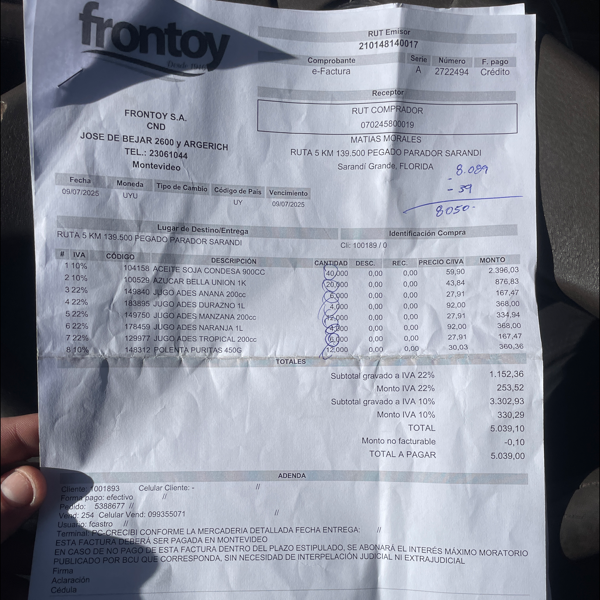 frontoy
Desde 1910
RUT Emisor
210148140017
Comprobante Serie Número F. pago
e-Factura A 2722494 Crédito
Receptor
RUT COMPRADOR
070245800019
FRONTOY S.A.
CND
JOSE DE BEJAR 2600 y ARGERICH
TEL.: 23061044
Montevideo
MATIAS MORALES
RUTA 5 KM 139.500 PEGADO PARADOR SARANDI
Sarandí Grande, FLORIDA
8.089
- 39
8050.-
Fecha Moneda Tipo de Cambio Código de País Vencimiento
09/07/2025 UYU UY 09/07/2025
Lugar de Destino/Entrega Identificación Compra
RUTA 5 KM 139.500 PEGADO PARADOR SARANDI CI: 100189 / 0
# IVA CÓDIGO DESCRIPCIÓN CANTIDAD DESC. REC. PRECIO C/IVA MONTO
1 10% 104158 ACEITE SOJA CONDESA 900CC 40,000 0,00 0,00 59,90 2.396,03
2 10% 100529 AZUCAR BELLA UNION 1K 20,000 0,00 0,00 43,84 876,83
3 22% 149840 JUGO ADES ANANA 200cc 6,000 0,00 0,00 27,91 167,47
4 22% 183895 JUGO ADES DURAZNO 1L 4,000 0,00 0,00 92,00 368,00
5 22% 149750 JUGO ADES MANZANA 200cc 12,000 0,00 0,00 27,91 334,94
6 22% 178459 JUGO ADES NARANJA 1L 4,000 0,00 0,00 92,00 368,00
7 22% 129977 JUGO ADES TROPICAL 200cc 6,000 0,00 0,00 27,91 167,47
8 10% 148312 POLENTA PURITAS 450G 12,000 0,00 0,00 30,03 360,36
TOTALES
Subtotal gravado a IVA 22% 1.152,36
Monto IVA 22% 253,52
Subtotal gravado a IVA 10% 3.302,93
Monto IVA 10% 330,29
TOTAL 5.039,10
Monto no facturable -0,10
TOTAL A PAGAR 5.039,00
ADENDA
Cliente: 1001893 Celular Cliente: - //
Forma pago: efectivo //
Pedido: 5388677 //
Vend: 254 Celular Vend: 099355071 //
Usuario: fcastro //
Terminal: PC-CRECIBI CONFORME LA MERCADERIA DETALLADA FECHA ENTREGA: //
ESTA FACTURA DEBERÁ SER PAGADA EN MONTEVIDEO
EN CASO DE NO PAGO DE ESTA FACTURA DENTRO DEL PLAZO ESTIPULADO, SE ABONARÁ EL INTERÉS MÁXIMO MORATORIO
PUBLICADO POR BCU QUE CORRESPONDA, SIN NECESIDAD DE INTERPELACIÓN JUDICIAL NI EXTRAJUDICIAL
Firma
Aclaración
Cédula